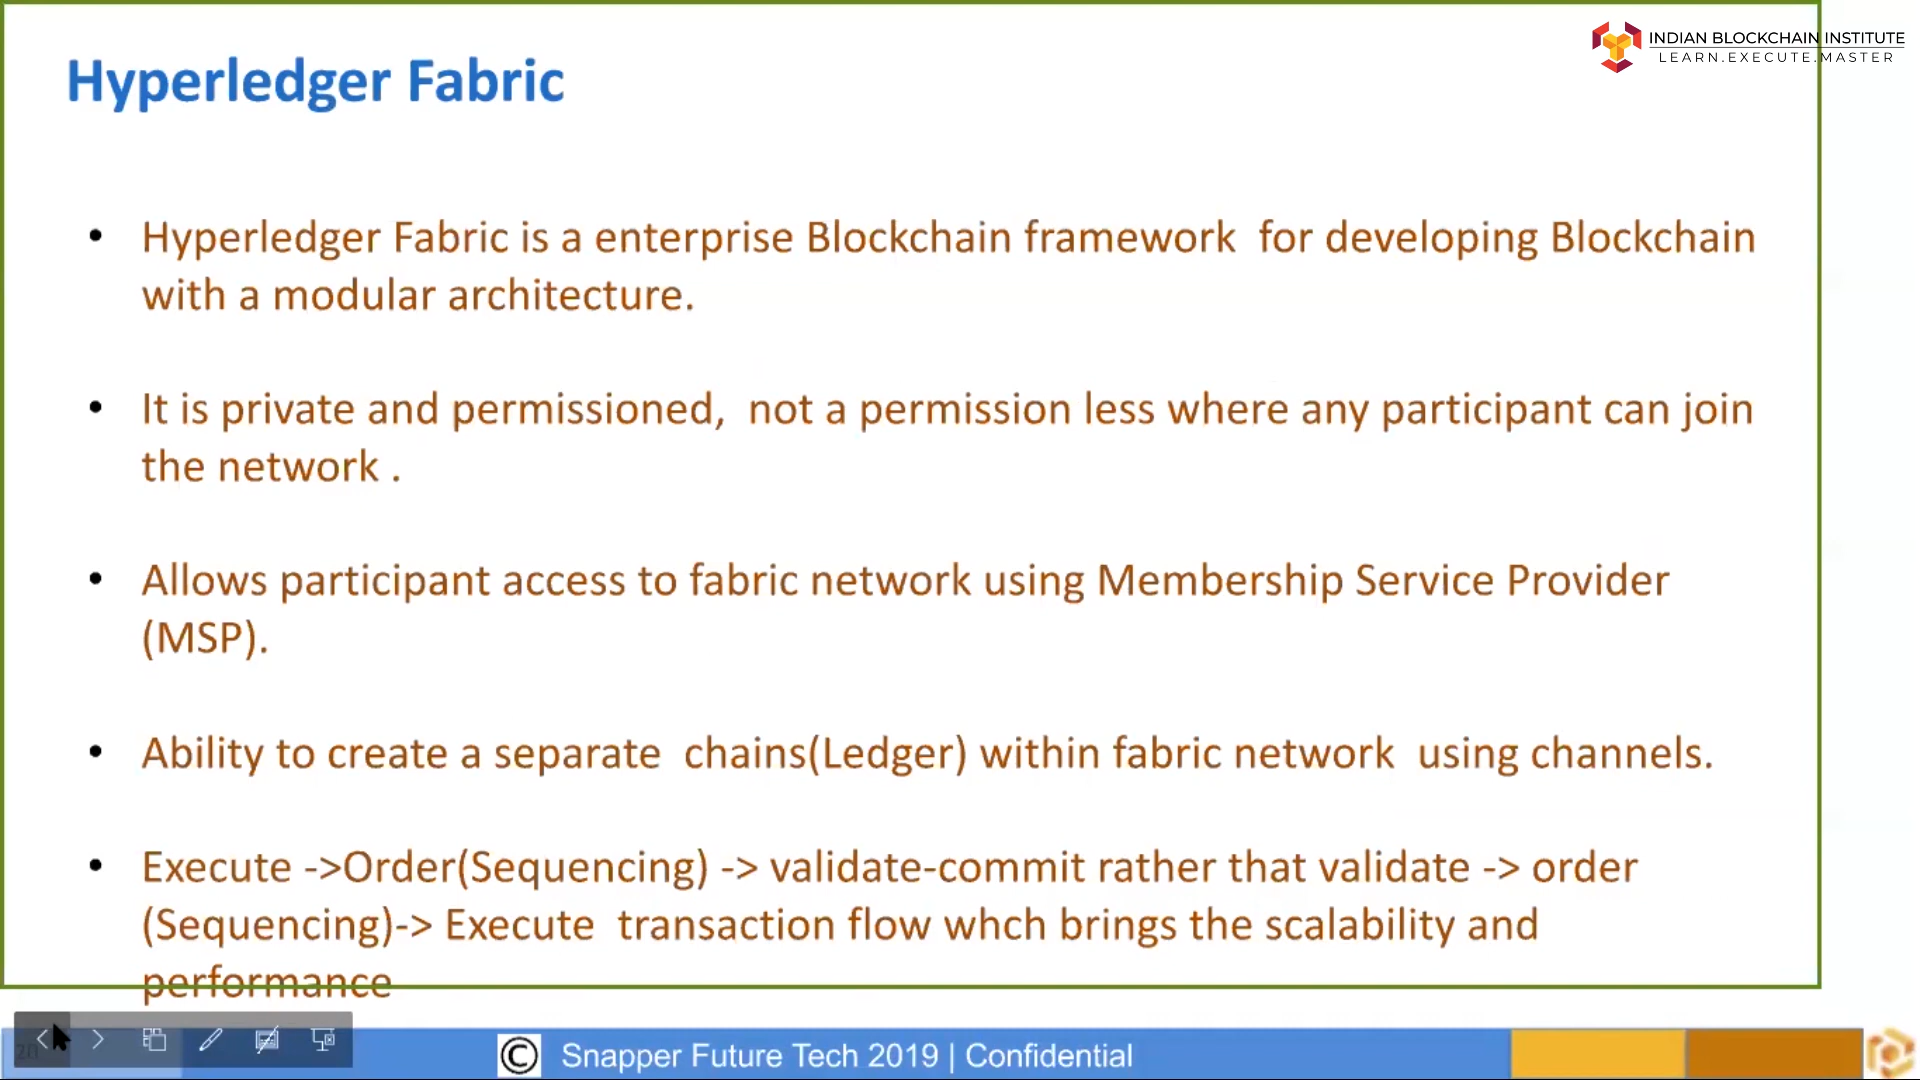 INDIAN BLOCKCHAIN INSTITUTE
LEARN.EXECUTE.MASTER
Hyperledger Fabric
• Hyperledger Fabric is a enterprise Blockchain framework for developing Blockchain
with a modular architecture.
• It is private and permissioned, not a permission less where any participant can join
the network .
• Allows participant access to fabric network using Membership Service Provider
(MSP).
• Ability to create a separate chains(Ledger) within fabric network using channels.
• Execute ->Order(Sequencing) -> validate-commit rather that validate -> order
(Sequencing)-> Execute transaction flow whch brings the scalability and
performance
© Snapper Future Tech 2019 | Confidential